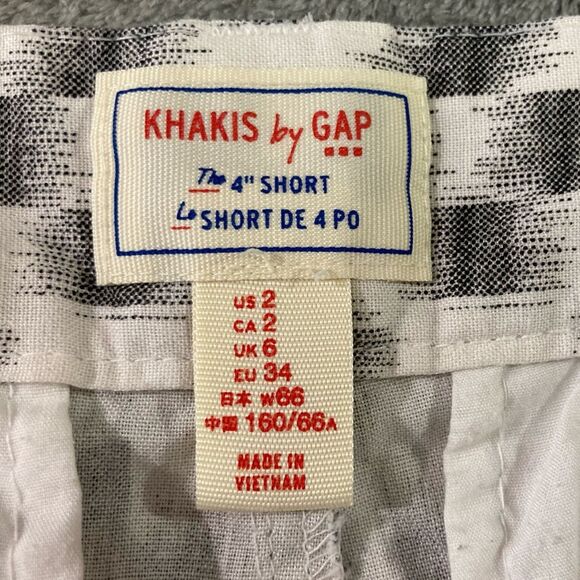 KHAKIS by GAP
The 4" SHORT
Le SHORT DE 4 PO
US 2
CA 2
UK 6
EU 34
日本 W66
中国 160/66A
MADE IN
VIETNAM